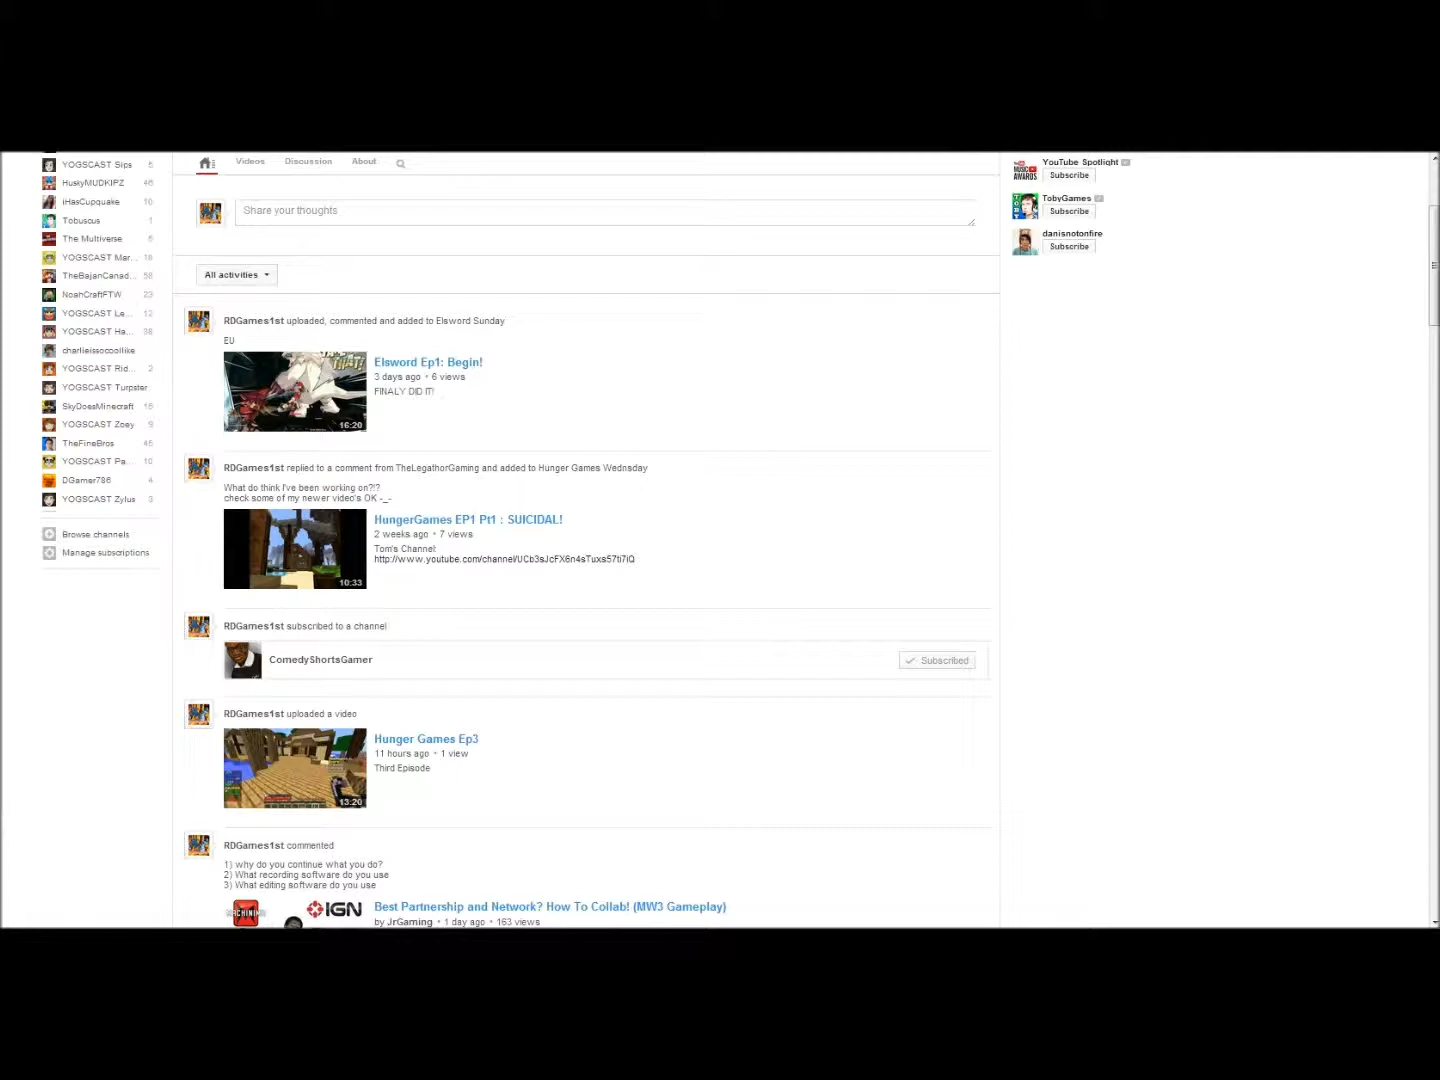 YOGSCAST Sips 5
HuskyMUDKIPZ 46
iHasCupquake 10
Tobuscus 1
The Multiverse 6
YOGSCAST Mar... 18
TheBajanCanad... 58
NoahCraftFTW 23
YOGSCAST Le... 12
YOGSCAST Ha... 38
charlieissocoollike
YOGSCAST Rid... 2
YOGSCAST Turpster
SkyDoesMinecraft 15
YOGSCAST Zoey 9
TheFineBros 45
YOGSCAST Pa... 10
DGamer786 4
YOGSCAST Zylus 3
Browse channels
Manage subscriptions
Videos Discussion About
Share your thoughts
All activities
RDGames1st uploaded, commented and added to Elsword Sunday
EU
Elsword Ep1: Begin!
3 days ago • 6 views
FINALY DID IT!
16:20
RDGames1st replied to a comment from TheLegathorGaming and added to Hunger Games Wednsday
What do think I've been working on?!?
check some of my newer video's OK -_-
HungerGames EP1 Pt1 : SUICIDAL!
2 weeks ago • 7 views
Tom's Channel:
http://www.youtube.com/channel/UCb3sJcFX6n4sTuxs57ti7iQ
10:33
RDGames1st subscribed to a channel
ComedyShortsGamer
Subscribed
RDGames1st uploaded a video
Hunger Games Ep3
11 hours ago • 1 view
Third Episode
13:20
RDGames1st commented
1) why do you continue what you do?
2) What recording software do you use
3) What editing software do you use
MACHINIMA
IGN
Best Partnership and Network? How To Collab! (MW3 Gameplay)
by JrGaming • 1 day ago • 163 views
YouTube Spotlight
Subscribe
MUSIC
AWARDS
TobyGames
Subscribe
danisnotonfire
Subscribe